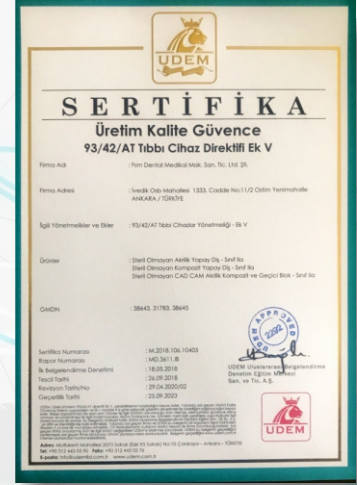 UDEM
SERTİFİKA
Üretim Kalite Güvence
93/42/AT Tıbbi Cihaz Direktifi Ek V
Firma Adı : Fsm Dental Medikal Mak. San. Tic. Ltd. Şti.
Firma Adresi : İvedik Osb Mahallesi 1333. Cadde No:11/2 Ostim Yenimahalle
ANKARA / TÜRKİYE
İlgili Yönetmelikler ve Ekler : 93/42/AT Tıbbi Cihazlar Yönetmeliği - Ek V
Ürünler : Steril Olmayan Akrilik Yapay Diş - Sınıf IIa
Steril Olmayan Kompozit Yapay Diş - Sınıf IIa
Steril Olmayan CAD CAM Akrilik Kompozit ve Geçici Blok - Sınıf IIa
GMDN : 38643, 31783, 38645
UDEM APPROVED
2292
Sertifika Numarası : M.2018.106.10405
Rapor Numarası : MD.3611.IB
İlk Belgelendirme Denetimi : 18.05.2018
Tescil Tarihi : 26.09.2018
Revizyon Tarihi/No : 29.04.2020/02
Geçerlilik Tarihi : 25.09.2023
UDEM Uluslararası Belgelendirme
Denetim Eğitim Merkezi
San. ve Tic. A.Ş.
UDEM